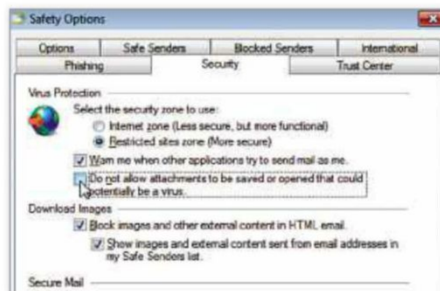 Safety Options
Options
Safe Senders
Blocked Senders
International
Phishing
Security
Trust Center
Virus Protection
Select the security zone to use:
Internet zone (Less secure, but more functional)
Restricted sites zone (More secure)
Warn me when other applications try to send mail as me.
Do not allow attachments to be saved or opened that could
potentially be a virus.
Download Images
Block images and other external content in HTML email.
Show images and external content sent from email addresses in
my Safe Senders list.
Secure Mail